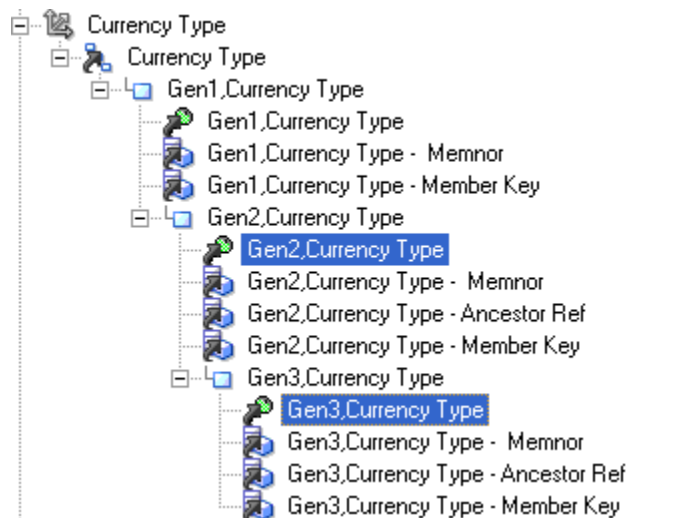 Currency Type
Currency Type
Gen1,Currency Type
Gen1,Currency Type
Gen1,Currency Type - Memnor
Gen1,Currency Type - Member Key
Gen2,Currency Type
Gen2,Currency Type
Gen2,Currency Type - Memnor
Gen2,Currency Type - Ancestor Ref
Gen2,Currency Type - Member Key
Gen3,Currency Type
Gen3,Currency Type
Gen3,Currency Type - Memnor
Gen3,Currency Type - Ancestor Ref
Gen3,Currency Type - Member Key